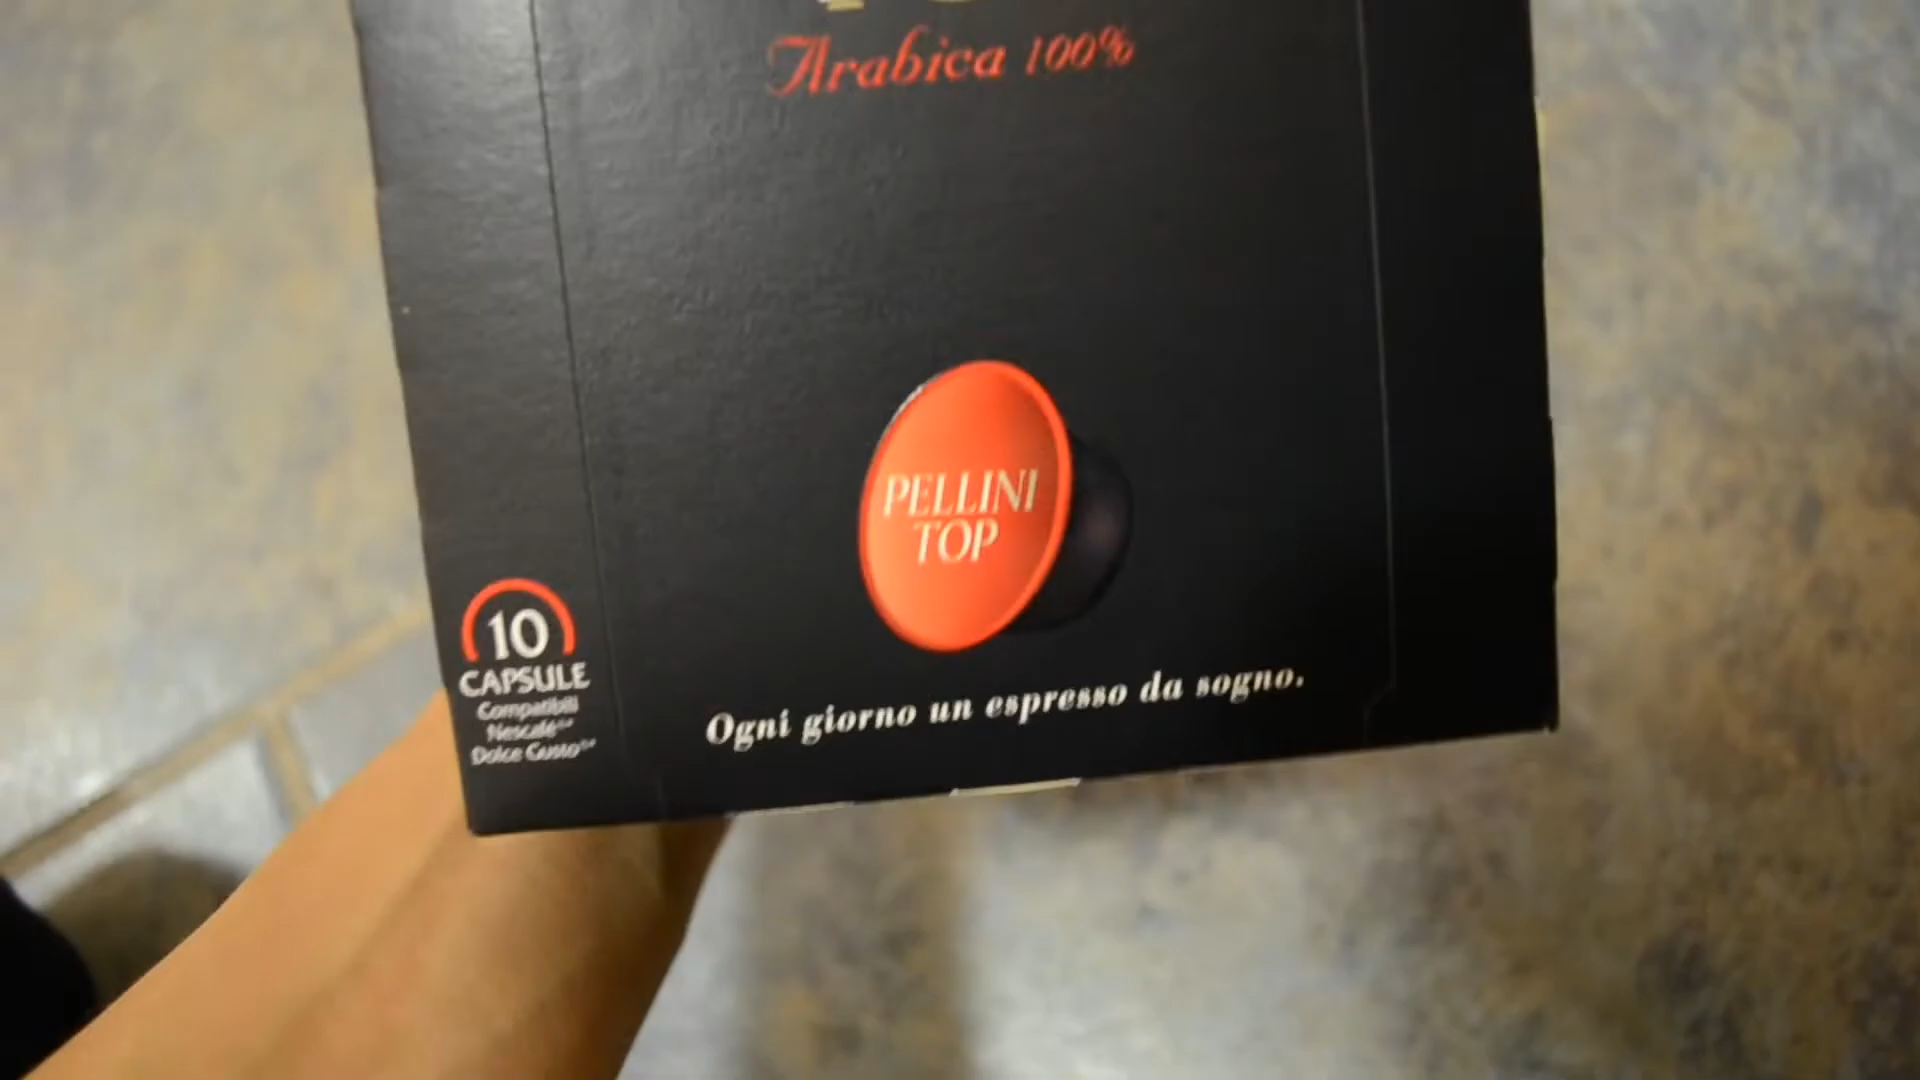 Arabica 100%
PELLINI
TOP
10
CAPSULE
Compatibili
Nescafé
Dolce Gusto
Ogni giorno un espresso da sogno.